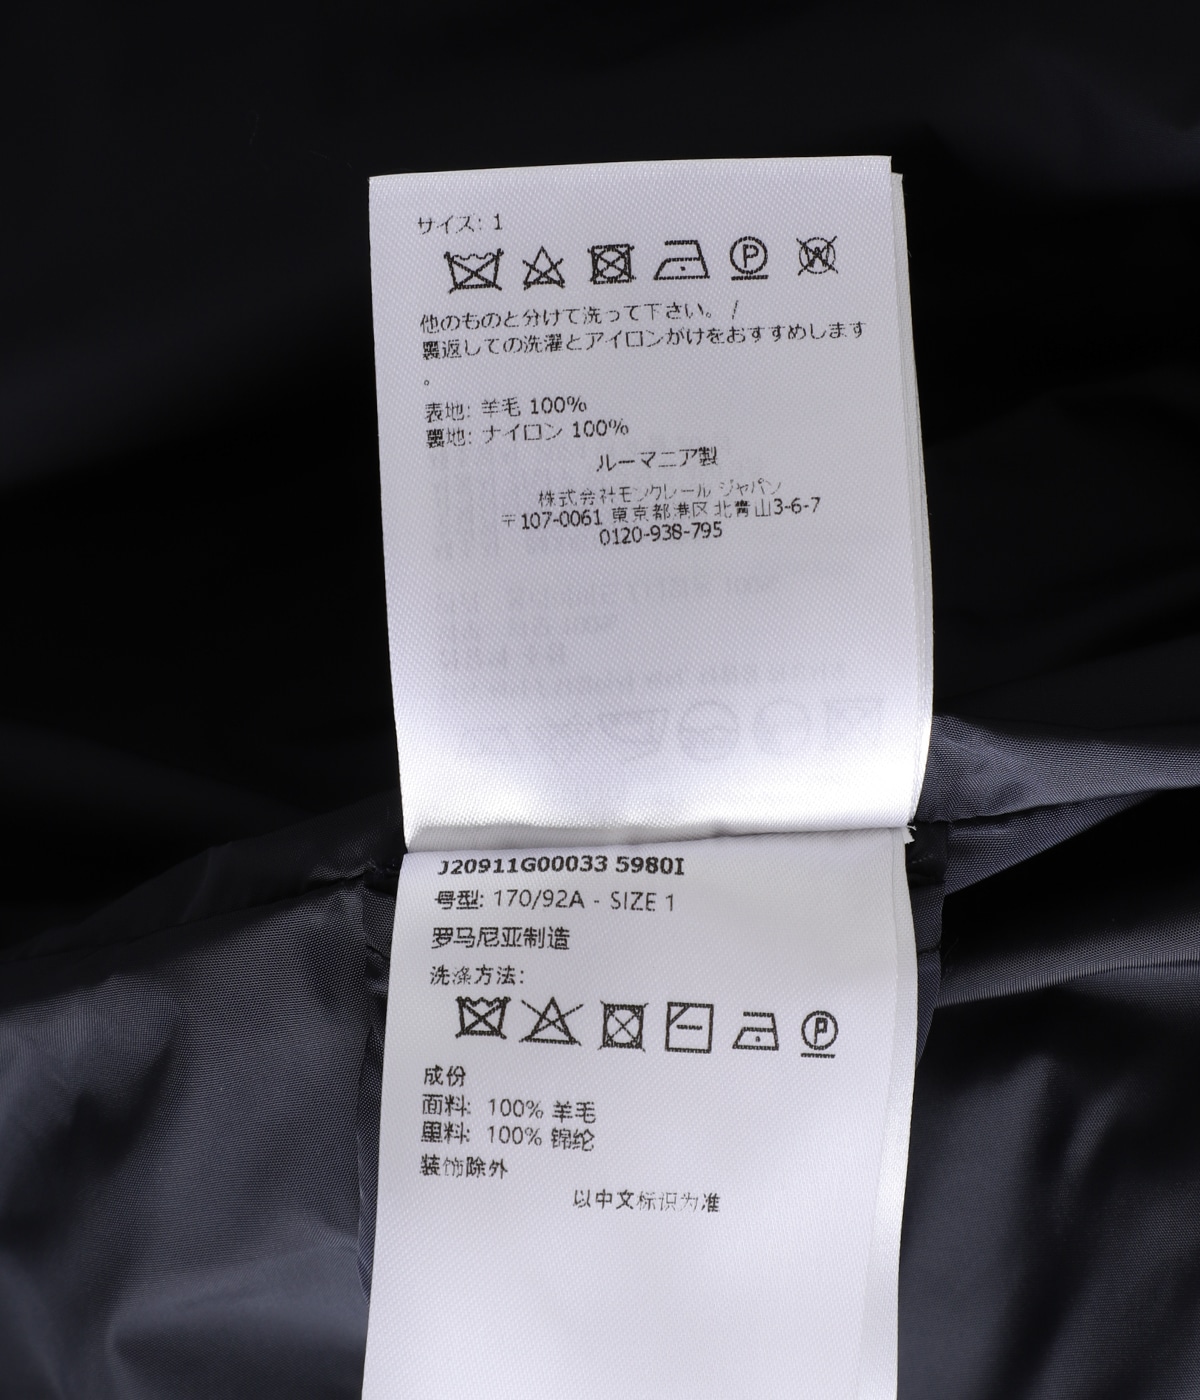 サイズ: 1
他のものと分けて洗って下さい。 /
裏返しての洗濯とアイロンがけをおすすめします
。
表地: 羊毛 100%
裏地: ナイロン 100%
ルーマニア製
株式会社モンクレール ジャパン
〒107-0061 東京都港区北青山3-6-7
0120-938-795
J20911G00033 5980I
号型: 170/92A - SIZE 1
罗马尼亚制造
洗涤方法:
成份
面料: 100% 羊毛
里料: 100% 锦纶
装饰除外
以中文标识为准